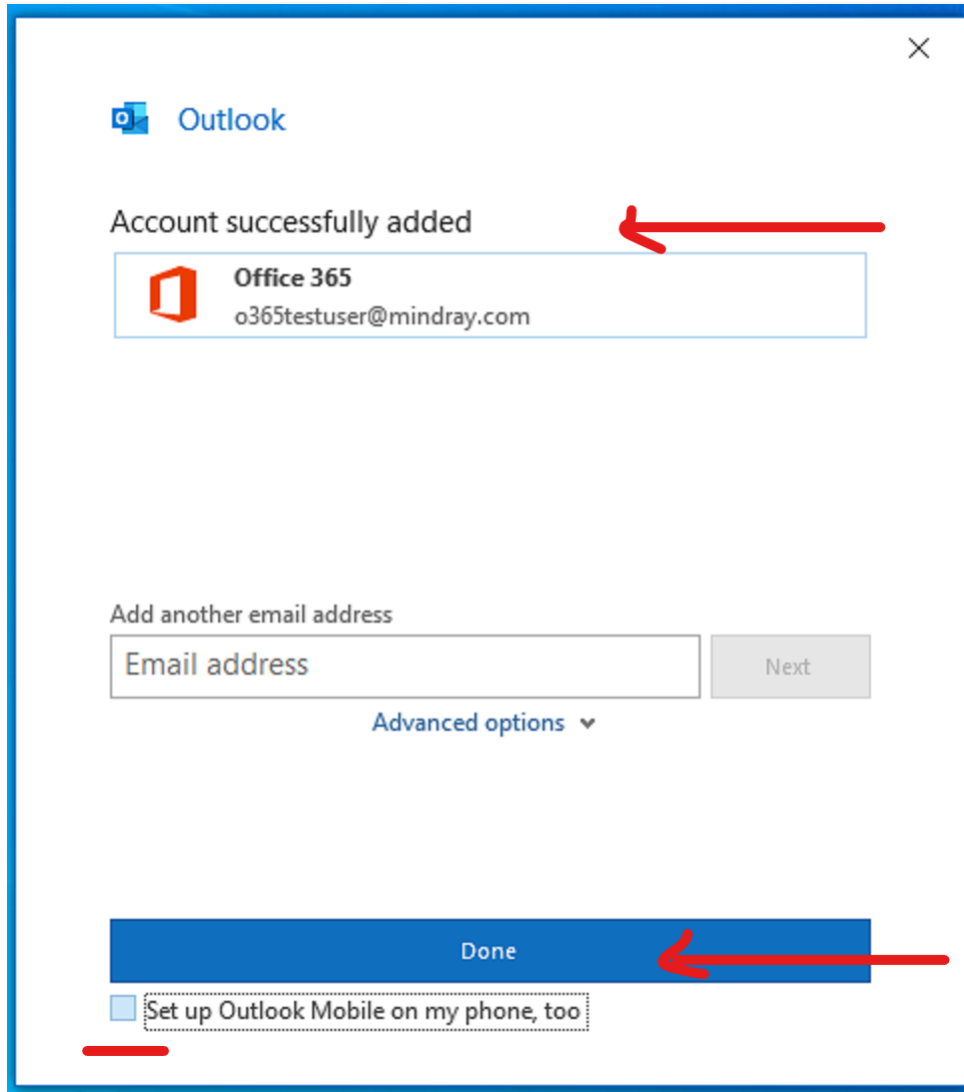 Outlook
Account successfully added
Office 365
o365testuser@mindray.com
Add another email address
Email address
Next
Advanced options
Done
Set up Outlook Mobile on my phone, too